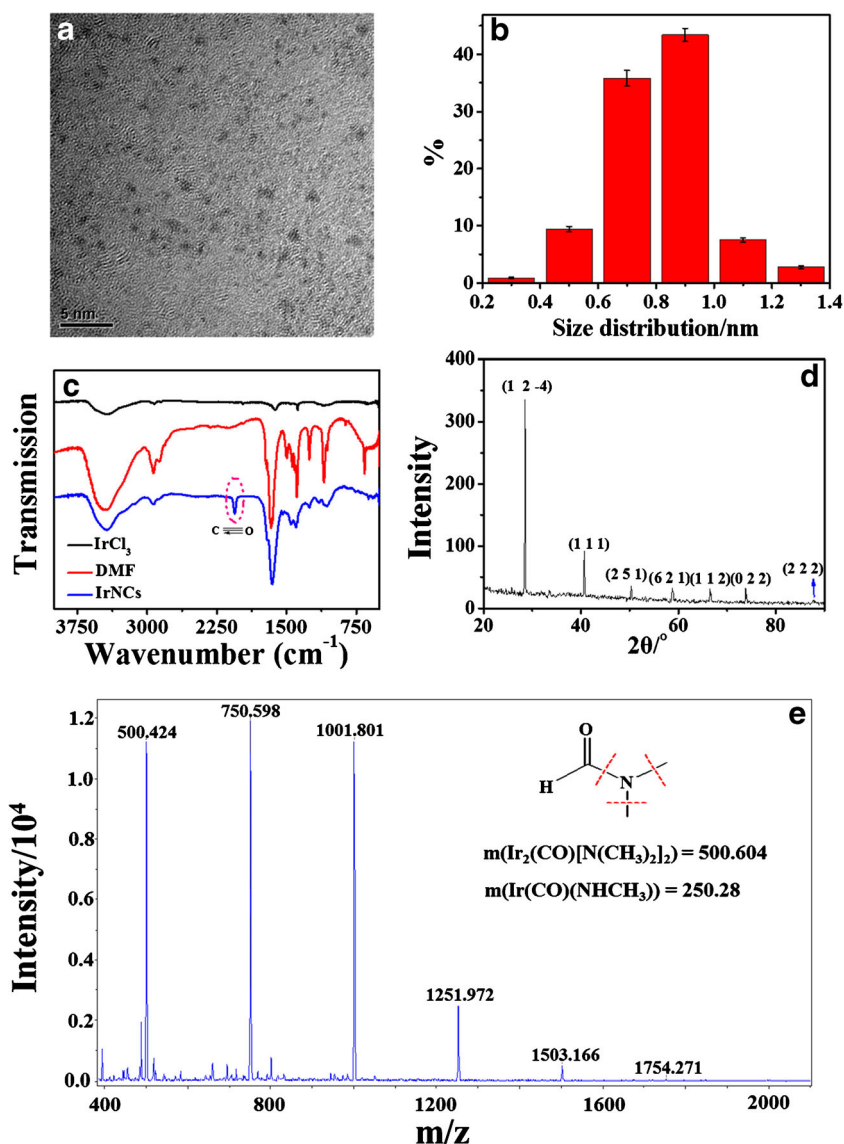 a
5 nm
b
%
40
30
20
10
0
0.2 0.4 0.6 0.8 1.0 1.2 1.4
Size distribution/nm
c
Transmission
C O
IrCl3
DMF
IrNCs
3750 3000 2250 1500 750
Wavenumber (cm-1)
d
Intensity
400
300
200
100
0
(1 2 -4)
(1 1 1)
(2 5 1)
(6 2 1)
(1 1 2)
(0 2 2)
(2 2 2)
20 40 60 80
2θ/°
e
Intensity/10^4
1.2
1.0
0.8
0.6
0.4
0.2
0.0
500.424
750.598
1001.801
1251.972
1503.166
1754.271
O
H
N
m(Ir2(CO)[N(CH3)2]2) = 500.604
m(Ir(CO)(NHCH3)) = 250.28
400 800 1200 1600 2000
m/z